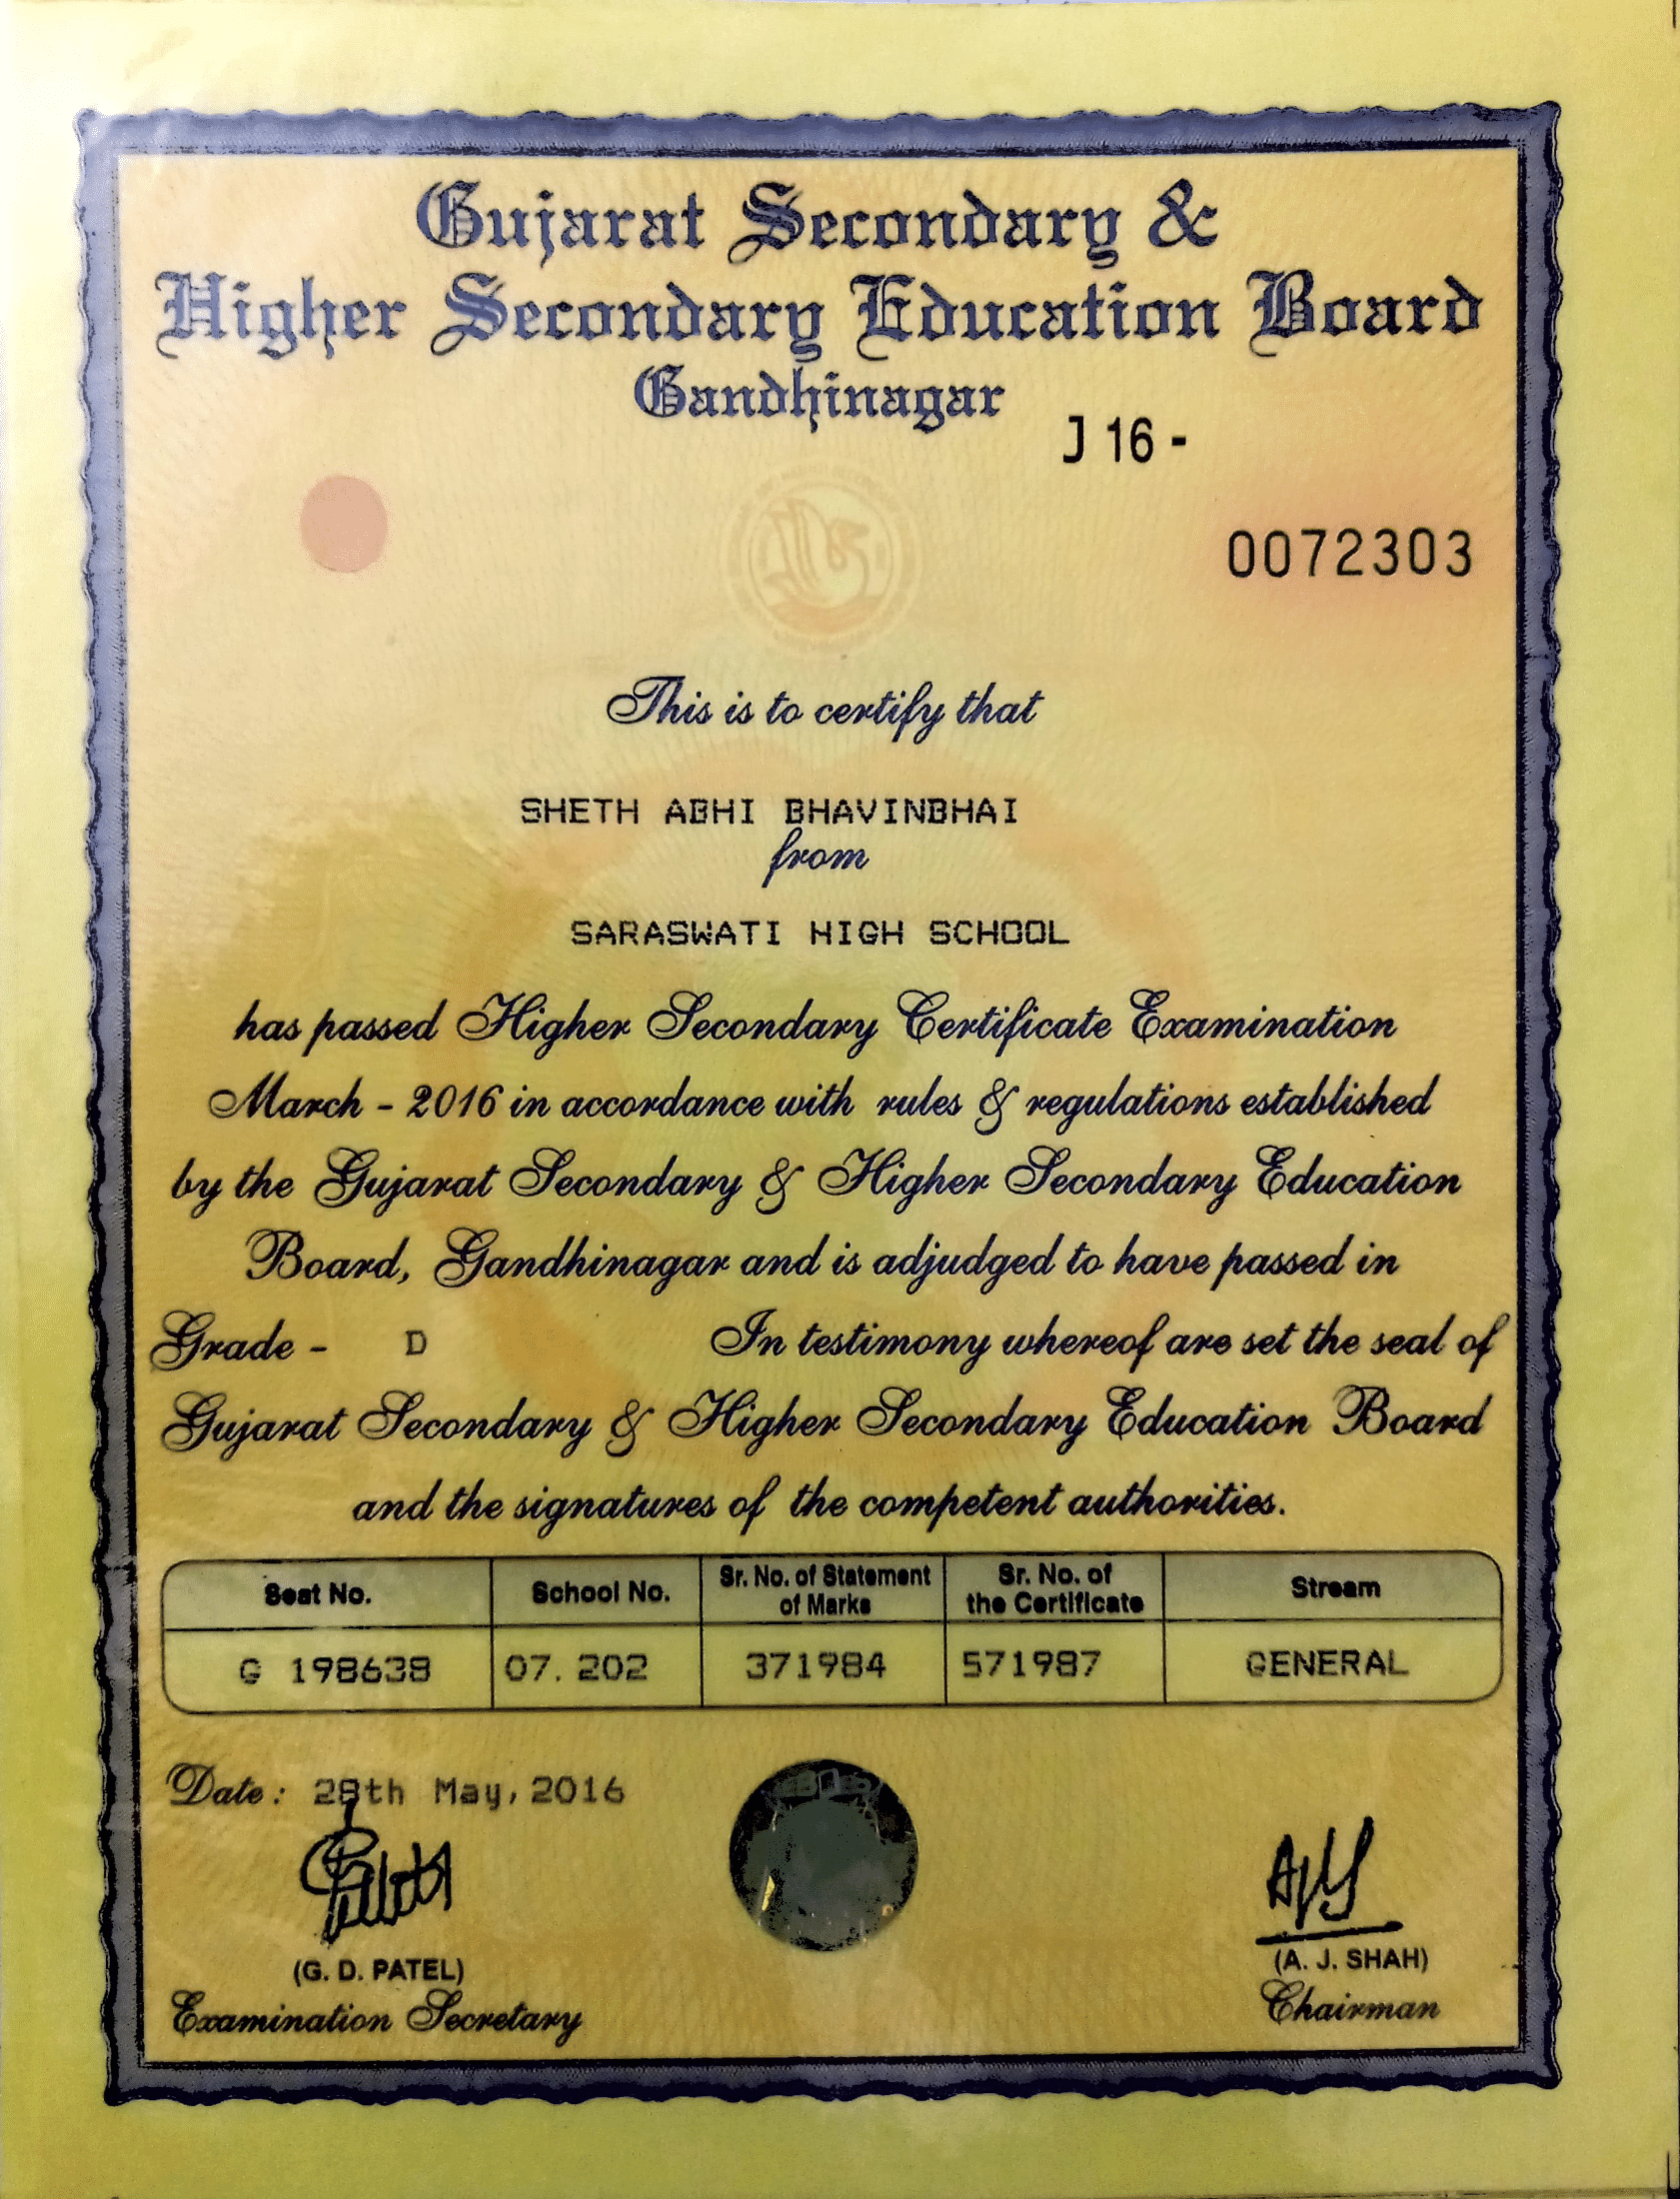 Gujarat Secondary &
Higher Secondary Education Board
Gandhinagar
J 16 -
0072303
This is to certify that
SHETH ABHI BHAVINBHAI
from
SARASWATI HIGH SCHOOL
has passed Higher Secondary Certificate Examination
March - 2016 in accordance with rules & regulations established
by the Gujarat Secondary & Higher Secondary Education
Board, Gandhinagar and is adjudged to have passed in
Grade - D In testimony whereof are set the seal of
Gujarat Secondary & Higher Secondary Education Board
and the signatures of the competent authorities.
Seat No. School No. Sr. No. of Statement of Marks Sr. No. of the Certificate Stream
G 198638 07. 202 371984 571987 GENERAL
Date: 28th May, 2016
(G. D. PATEL)
Examination Secretary
(A. J. SHAH)
Chairman